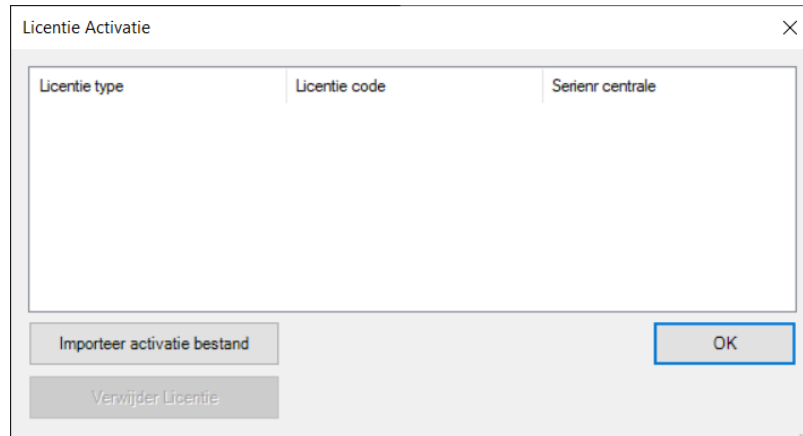 Licentie Activatie
Licentie type Licentie code Serienr centrale
Importeer activatie bestand OK
Verwijder Licentie